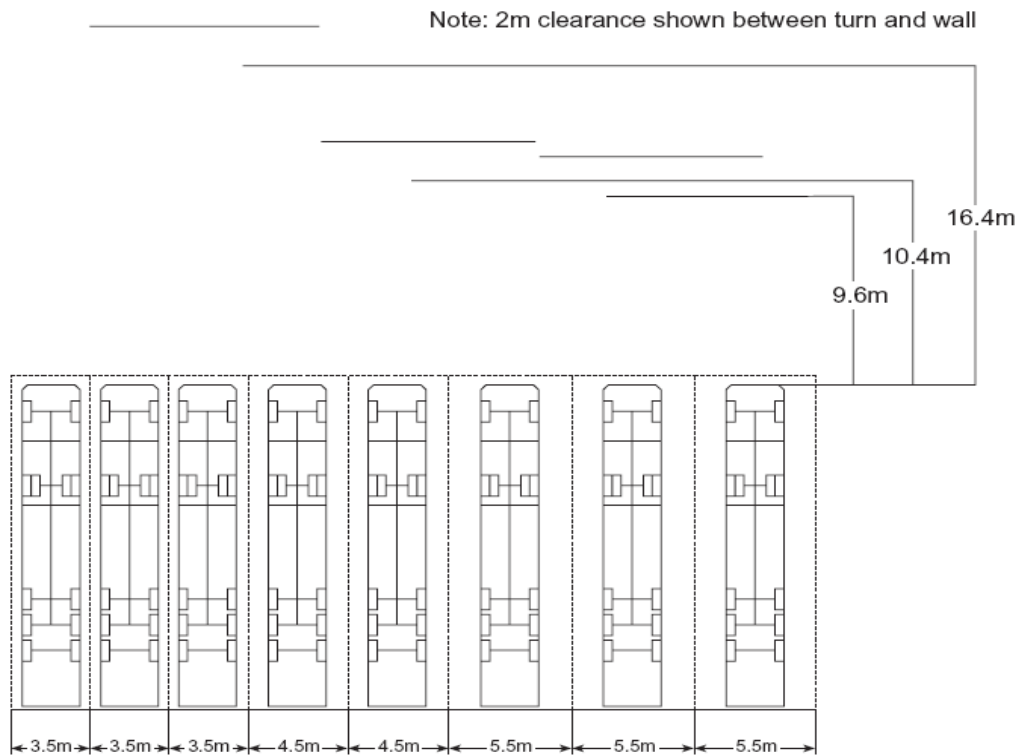 Note: 2m clearance shown between turn and wall
16.4m
10.4m
9.6m
3.5m 3.5m 3.5m 4.5m 4.5m 5.5m 5.5m 5.5m